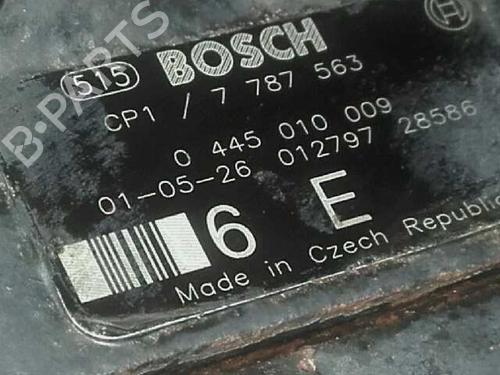 515 BOSCH
CP1 / 7 787 563
0 445 010 009
01-05-26 012797 28586
6 E
Made in Czech Republic
B-PARTS